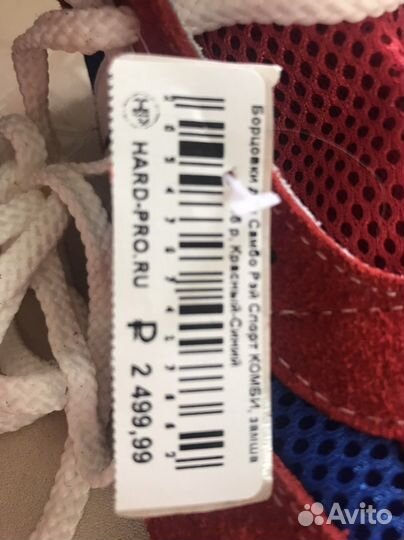 Борцовки Самбо Рэй Спорт КОМБИ, замша
р, Красный-Синий
HARD-PRO.RU
₽ 2 499,99
Avito